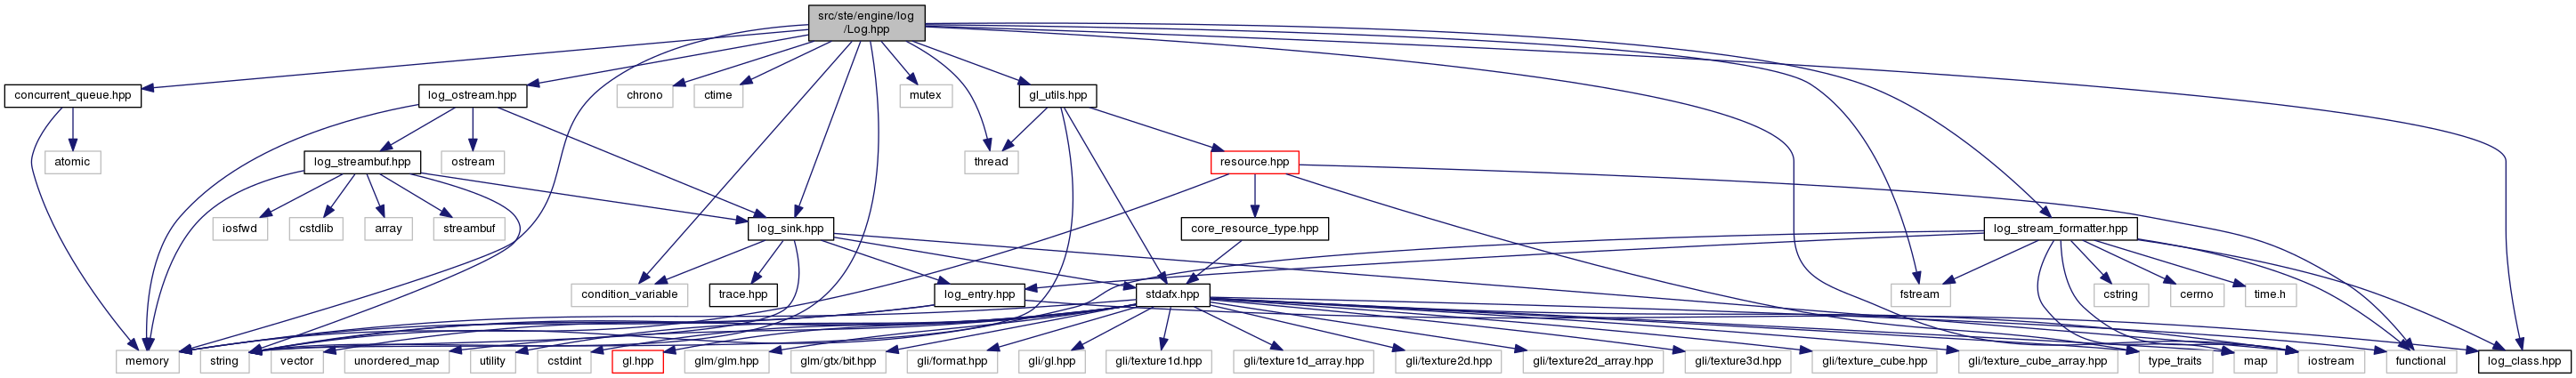 src/ste/engine/log
/Log.hpp
concurrent_queue.hpp
log_ostream.hpp
chrono
ctime
mutex
gl_utils.hpp
atomic
log_streambuf.hpp
ostream
thread
resource.hpp
iosfwd
cstdlib
array
streambuf
log_sink.hpp
core_resource_type.hpp
log_stream_formatter.hpp
condition_variable
trace.hpp
log_entry.hpp
stdafx.hpp
fstream
cstring
cerrno
time.h
memory
string
vector
unordered_map
utility
cstdint
gl.hpp
glm/glm.hpp
glm/gtx/bit.hpp
gli/format.hpp
gli/gl.hpp
gli/texture1d.hpp
gli/texture1d_array.hpp
gli/texture2d.hpp
gli/texture2d_array.hpp
gli/texture3d.hpp
gli/texture_cube.hpp
gli/texture_cube_array.hpp
type_traits
map
iostream
functional
log_class.hpp